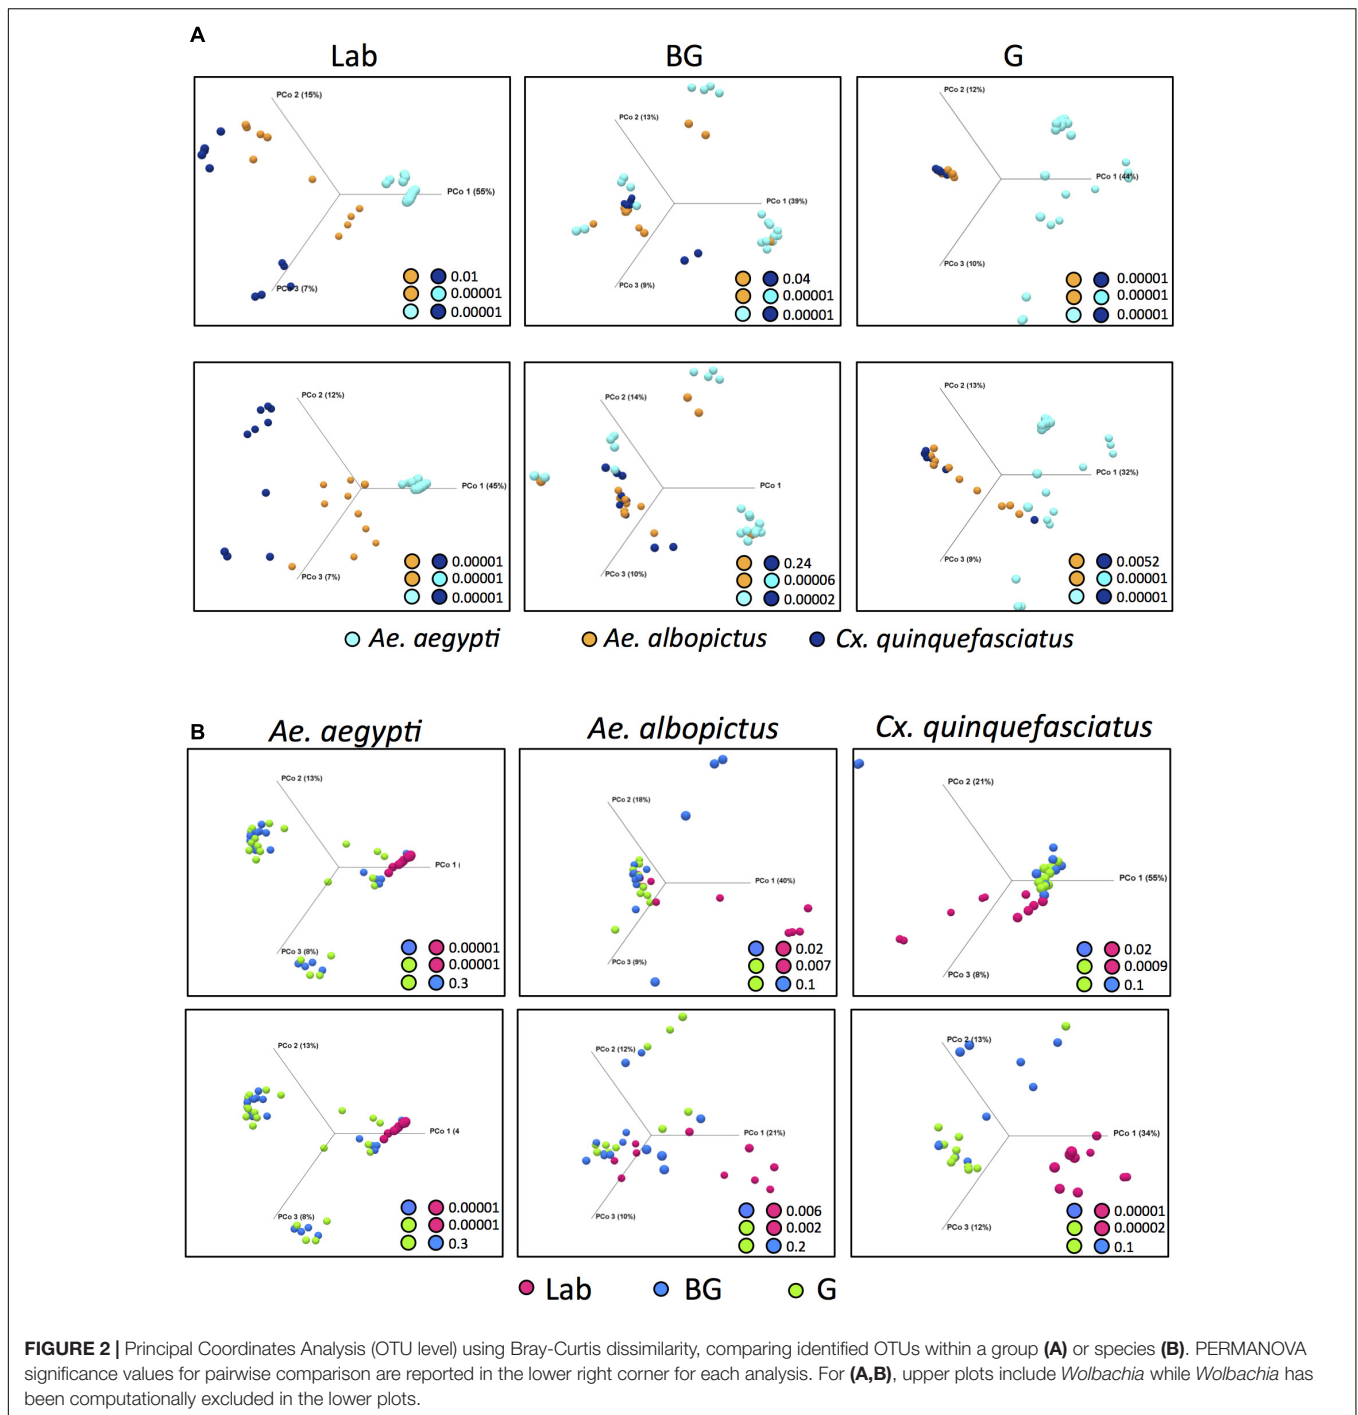 A
Lab
BG
G
PCo 2 (15%)
PCo 1 (55%)
PCo 3 (7%)
0.01
0.00001
0.00001
PCo 2 (13%)
PCo 1 (39%)
PCo 3 (9%)
0.04
0.00001
0.00001
PCo 2 (12%)
PCo 1 (44%)
PCo 3 (10%)
0.00001
0.00001
0.00001
PCo 2 (12%)
PCo 1 (45%)
PCo 3 (7%)
0.00001
0.00001
0.00001
PCo 2 (14%)
PCo 1
PCo 3 (10%)
0.24
0.00006
0.00002
PCo 2 (13%)
PCo 1 (32%)
PCo 3 (9%)
0.0052
0.00001
0.00001
Ae. aegypti
Ae. albopictus
Cx. quinquefasciatus
B
Ae. aegypti
Ae. albopictus
Cx. quinquefasciatus
PCo 2 (13%)
PCo 1 (
PCo 3 (8%)
0.00001
0.00001
0.3
PCo 2 (18%)
PCo 1 (40%)
PCo 3 (9%)
0.02
0.007
0.1
PCo 2 (21%)
PCo 1 (55%)
PCo 3 (8%)
0.02
0.0009
0.1
PCo 2 (13%)
PCo 1 (4
PCo 3 (8%)
0.00001
0.00001
0.3
PCo 2 (12%)
PCo 1 (21%)
PCo 3 (10%)
0.006
0.002
0.2
PCo 2 (13%)
PCo 1 (34%)
PCo 3 (12%)
0.00001
0.00002
0.1
Lab
BG
G
FIGURE 2 | Principal Coordinates Analysis (OTU level) using Bray-Curtis dissimilarity, comparing identified OTUs within a group (A) or species (B). PERMANOVA
significance values for pairwise comparison are reported in the lower right corner for each analysis. For (A,B), upper plots include Wolbachia while Wolbachia has
been computationally excluded in the lower plots.